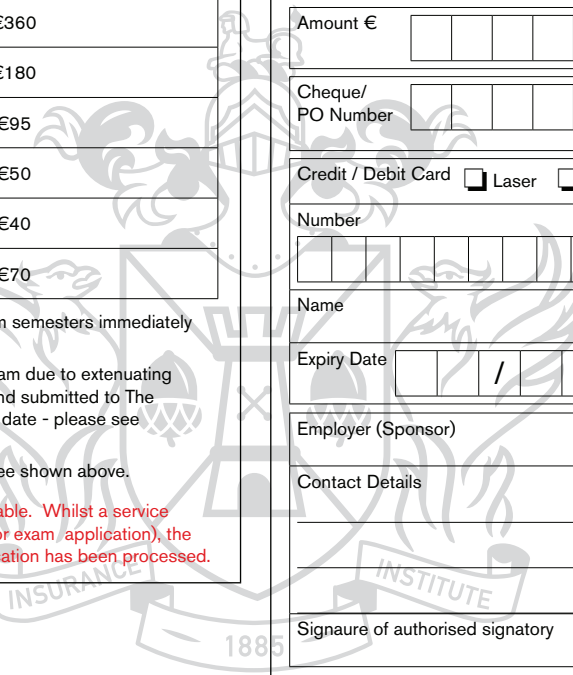 €360
€180
€95
€50
€40
€70
semesters immediately
am due to extenuating
nd submitted to The
date - please see
ee shown above.
able. Whilst a service
or exam application), the
ation has been processed.
Amount €
Cheque/
PO Number
Credit / Debit Card Laser
Number
Name
Expiry Date /
Employer (Sponsor)
Contact Details
Signaure of authorised signatory
INSURANCE INSTITUTE
1885